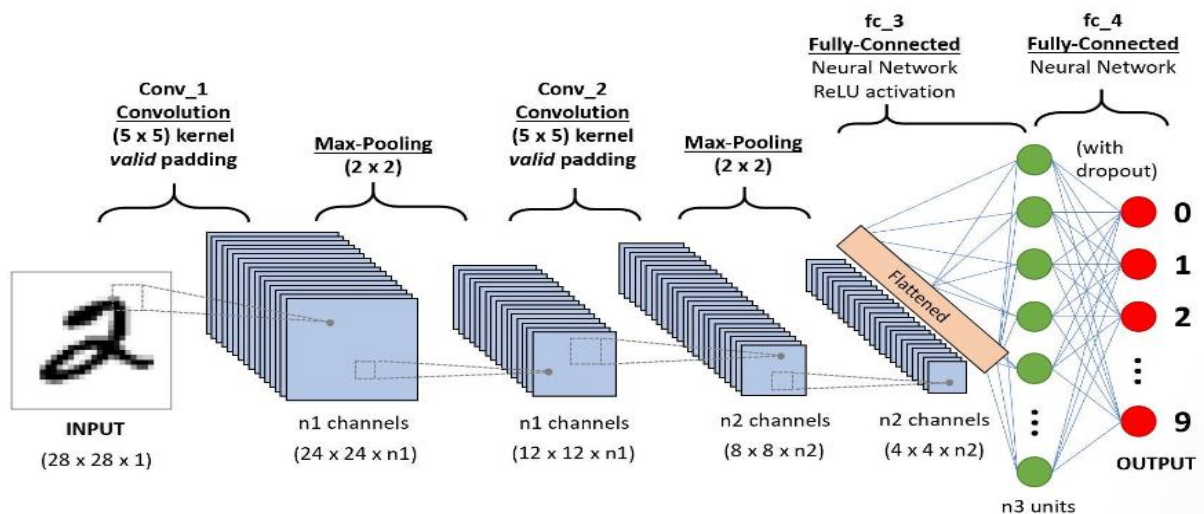 fc_3
Fully-Connected
Neural Network
ReLU activation
fc_4
Fully-Connected
Neural Network
Conv_1
Convolution
(5 x 5) kernel
valid padding
Max-Pooling
(2 x 2)
Conv_2
Convolution
(5 x 5) kernel
valid padding
Max-Pooling
(2 x 2)
(with
dropout)
Flattened
0
1
2
9
2
INPUT
(28 x 28 x 1)
n1 channels
(24 x 24 x n1)
n1 channels
(12 x 12 x n1)
n2 channels
(8 x 8 x n2)
n2 channels
(4 x 4 x n2)
n3 units
OUTPUT